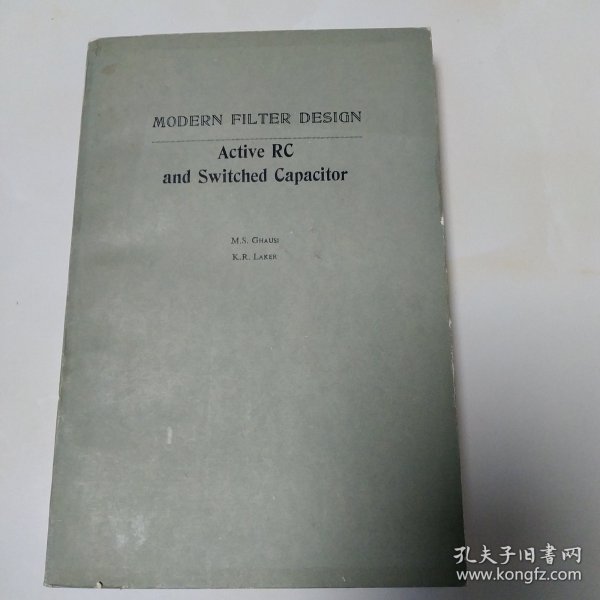 MODERN FILTER DESIGN
Active RC
and Switched Capacitor
M.S. GHAUSI
K.R. LAKER
孔夫子旧书网
www.kongfz.com